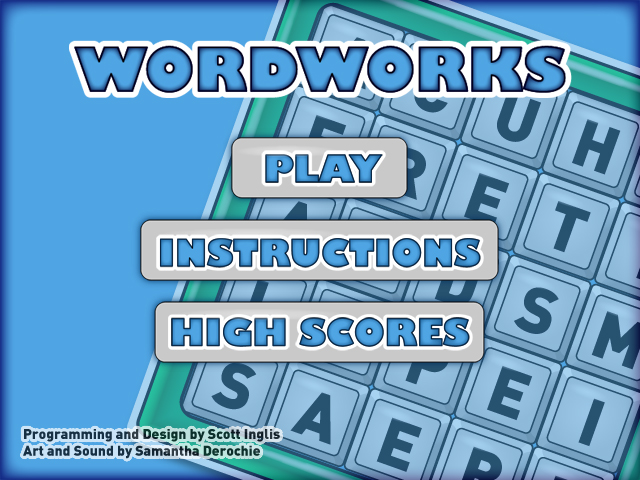 WORDWORKS
PLAY
INSTRUCTIONS
HIGH SCORES
U H
R E T
S M
S A E E I
Programming and Design by Scott Inglis
Art and Sound by Samantha Derochie